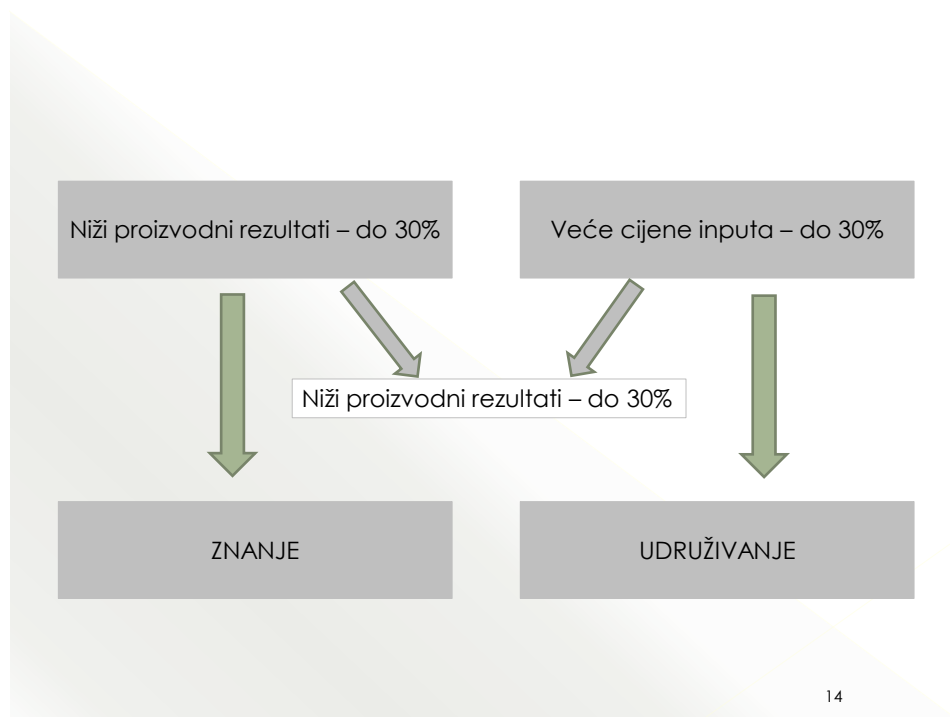 Niži proizvodni rezultati – do 30%
Veće cijene inputa – do 30%
Niži proizvodni rezultati – do 30%
ZNANJE
UDRUŽIVANJE
14